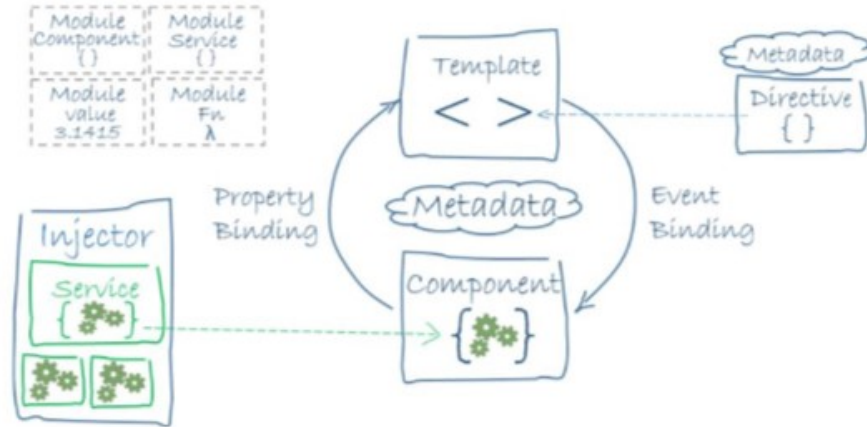 Module
Component
{ }
Module
Service
{ }
Module
value
3.1415
Module
Fn
λ
Template
< >
Metadata
Directive
{ }
Property
Binding
Metadata
Event
Binding
Injector
Service
{ }
Component
{ }